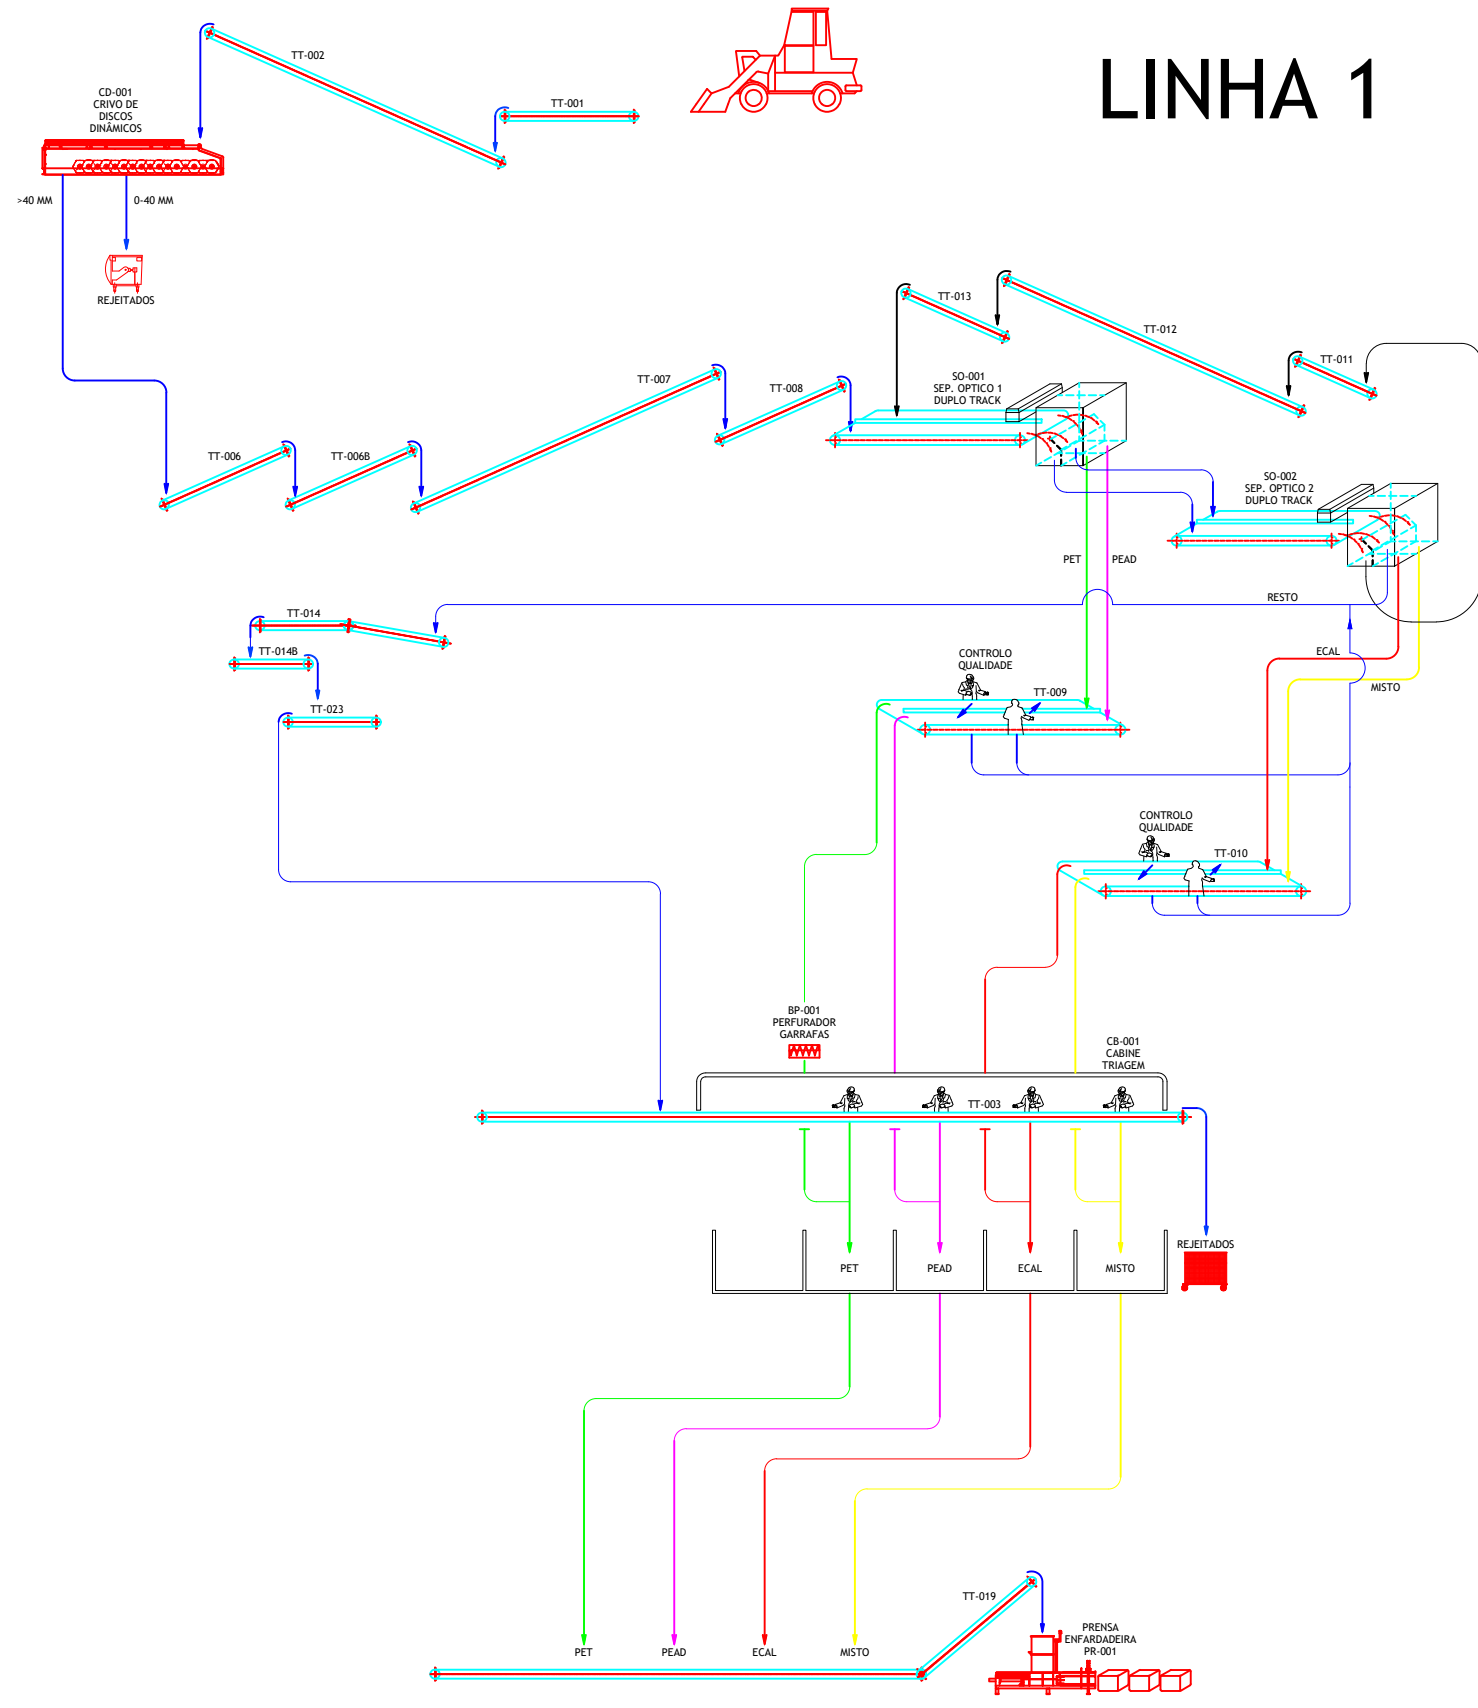 LINHA 1
TT-002
TT-001
CD-001
CRIVO DE
DISCOS
DINÂMICOS
>40 MM
0-40 MM
REJEITADOS
TT-013
TT-012
TT-011
TT-007
TT-008
SO-001
SEP. OPTICO 1
DUPLO TRACK
TT-006
TT-006B
SO-002
SEP. OPTICO 2
DUPLO TRACK
PET
PEAD
RESTO
TT-014
TT-014B
TT-023
CONTROLO
QUALIDADE
TT-009
ECAL
MISTO
CONTROLO
QUALIDADE
TT-010
BP-001
PERFURADOR
GARRAFAS
CB-001
CABINE
TRIAGEM
TT-003
REJEITADOS
PET
PEAD
ECAL
MISTO
TT-019
PET
PEAD
ECAL
MISTO
PRENSA
ENFARDADEIRA
PR-001